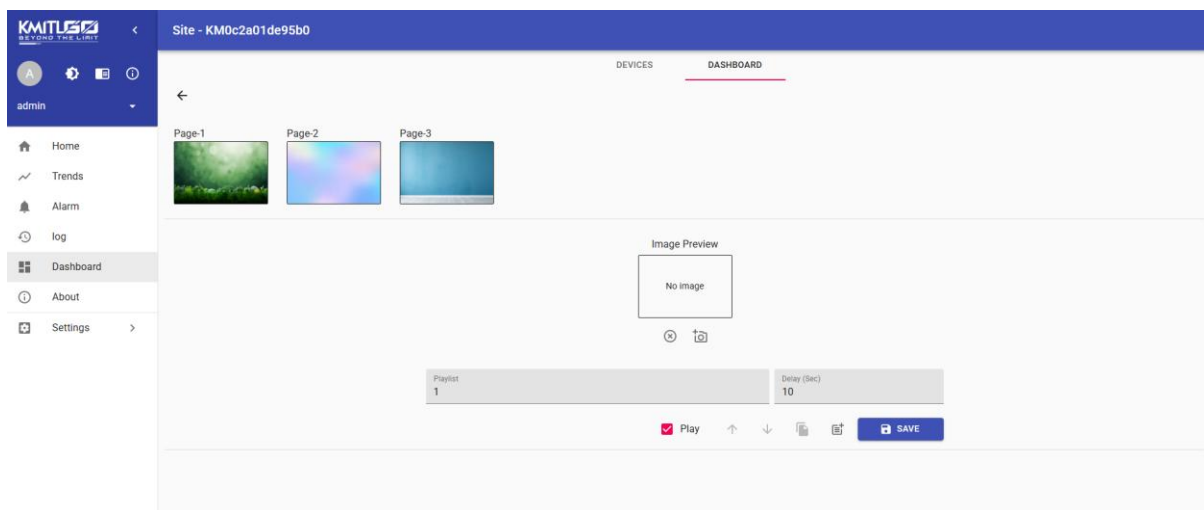 KMITLGO
BEYOND THE LIMIT
Site - KM0c2a01de95b0
A
admin
Home
Trends
Alarm
log
Dashboard
About
Settings
DEVICES
DASHBOARD
Page-1
Page-2
Page-3
Image Preview
No image
Playlist
1
Delay (Sec)
10
Play
SAVE